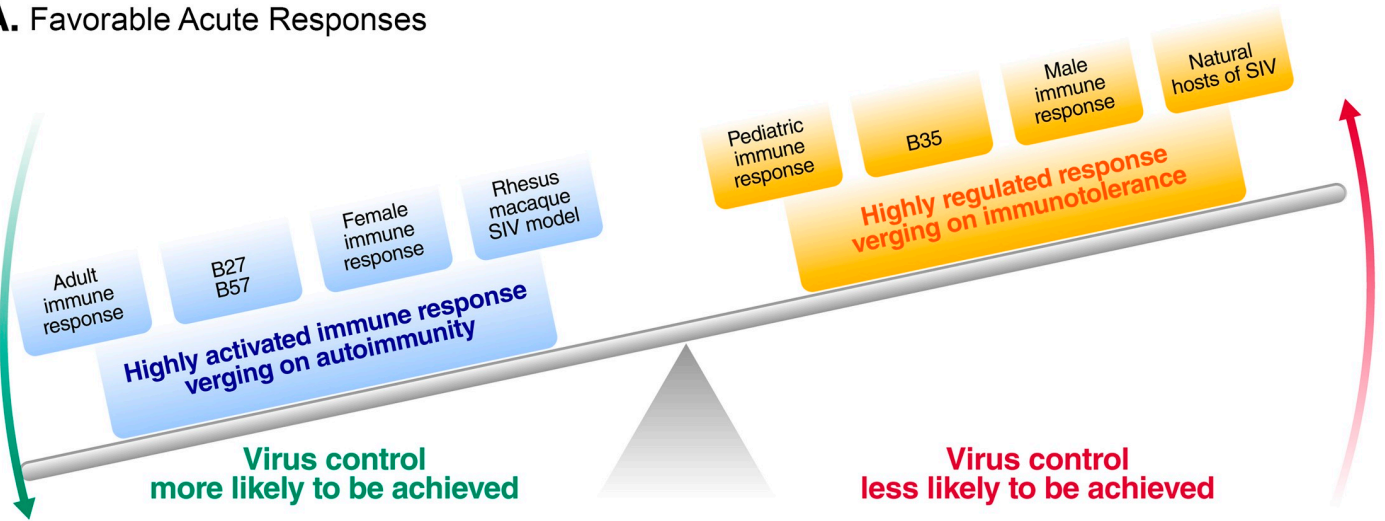 A. Favorable Acute Responses
Adult
immune
response
B27
B57
Female
immune
response
Rhesus
macaque
SIV model
Highly activated immune response
verging on autoimmunity
Pediatric
immune
response
B35
Male
immune
response
Natural
hosts of SIV
Highly regulated response
verging on immunotolerance
Virus control
more likely to be achieved
Virus control
less likely to be achieved